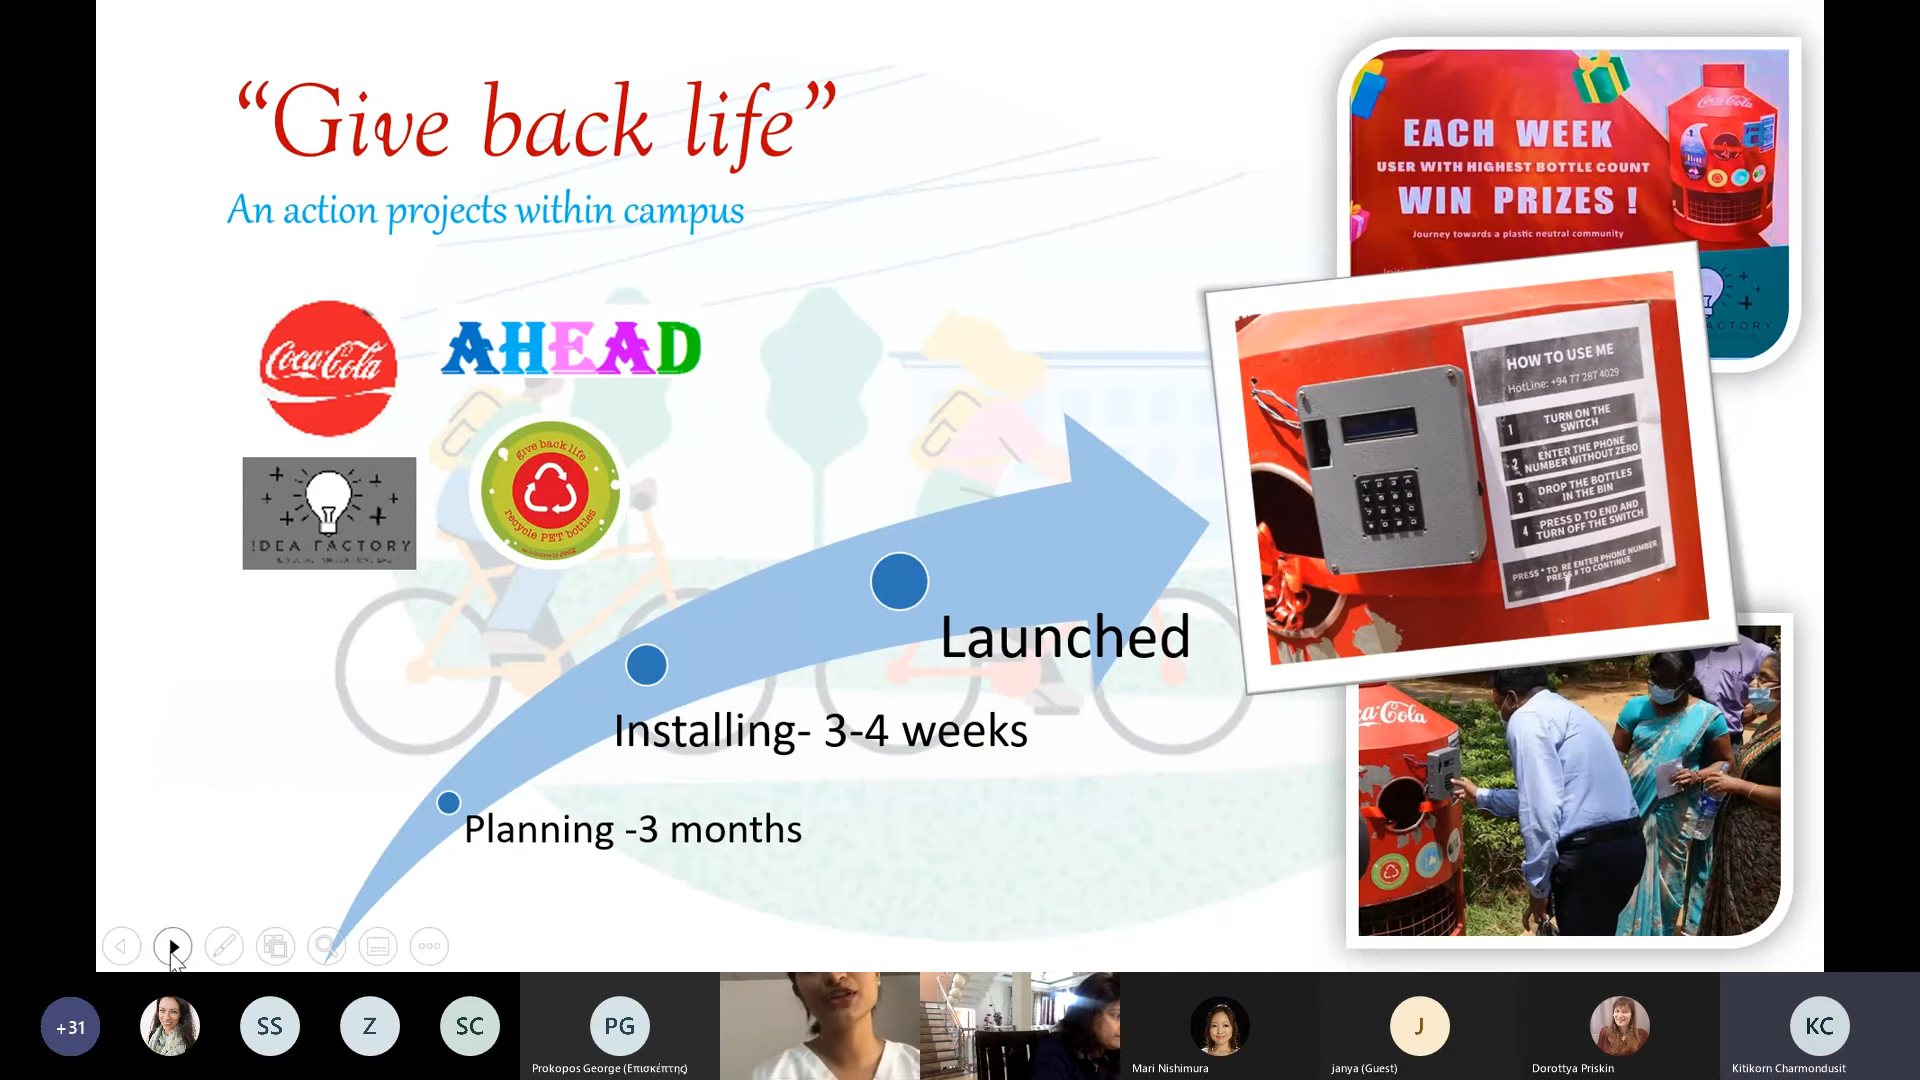 “Give back life”
An action projects within campus
Coca-Cola
AHEAD
IDEA FACTORY
give back life
recycle PET bottles
Launched
Installing- 3-4 weeks
Planning -3 months
Coca-Cola
EACH WEEK
USER WITH HIGHEST BOTTLE COUNT
WIN PRIZES !
Journey towards a plastic neutral community
ACTORY
HOW TO USE ME
HotLine: +94 77 287 4029
1 TURN ON THE
SWITCH
2 ENTER THE PHONE
NUMBER WITHOUT ZERO
3 DROP THE BOTTLES
IN THE BIN
4 PRESS D TO END AND
TURN OFF THE SWITCH
PRESS * TO RE ENTER PHONE NUMBER
PRESS # TO CONTINUE
ca-Cola
+31
SS
Z
SC
PG
Prokopos George (Επισκέπτης)
Mari Nishimura
J
janya (Guest)
Dorottya Priskin
KC
Kitikorn Charmondusit